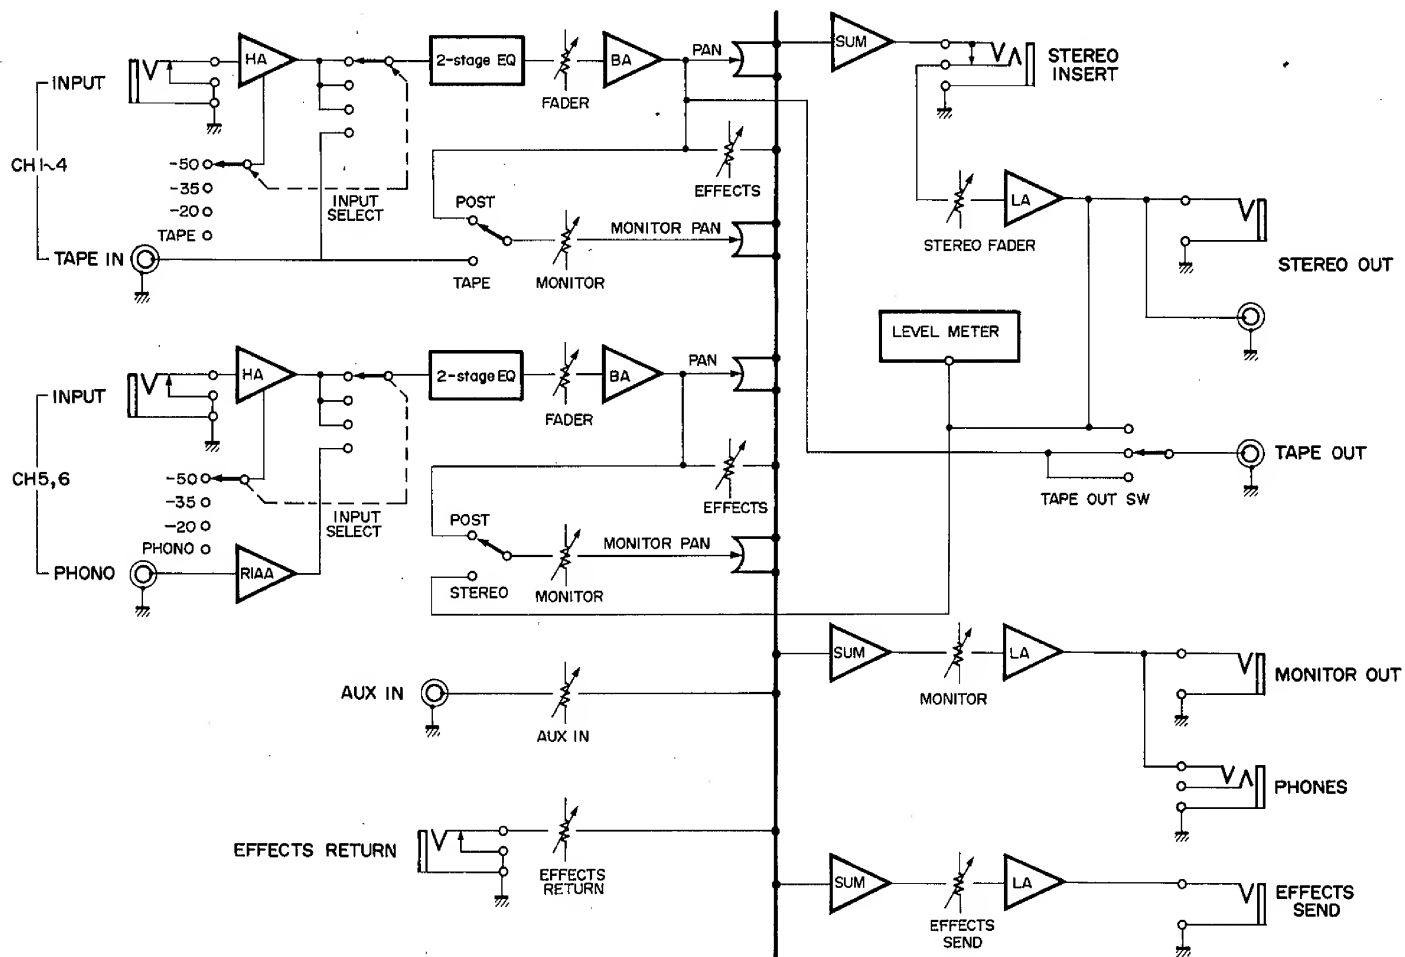 INPUT
CH1~4
TAPE IN
HA
-50
-35
-20
TAPE
INPUT
SELECT
2-stage EQ
FADER
BA
PAN
EFFECTS
POST
TAPE
MONITOR
MONITOR PAN
INPUT
CH5,6
PHONO
HA
-50
-35
-20
PHONO
RIAA
INPUT
SELECT
2-stage EQ
FADER
BA
PAN
EFFECTS
POST
STEREO
MONITOR
MONITOR PAN
AUX IN
AUX IN
EFFECTS RETURN
EFFECTS
RETURN
SUM
STEREO
INSERT
STEREO FADER
LA
STEREO OUT
LEVEL METER
TAPE OUT SW
TAPE OUT
SUM
MONITOR
LA
MONITOR OUT
PHONES
SUM
EFFECTS
SEND
LA
EFFECTS
SEND